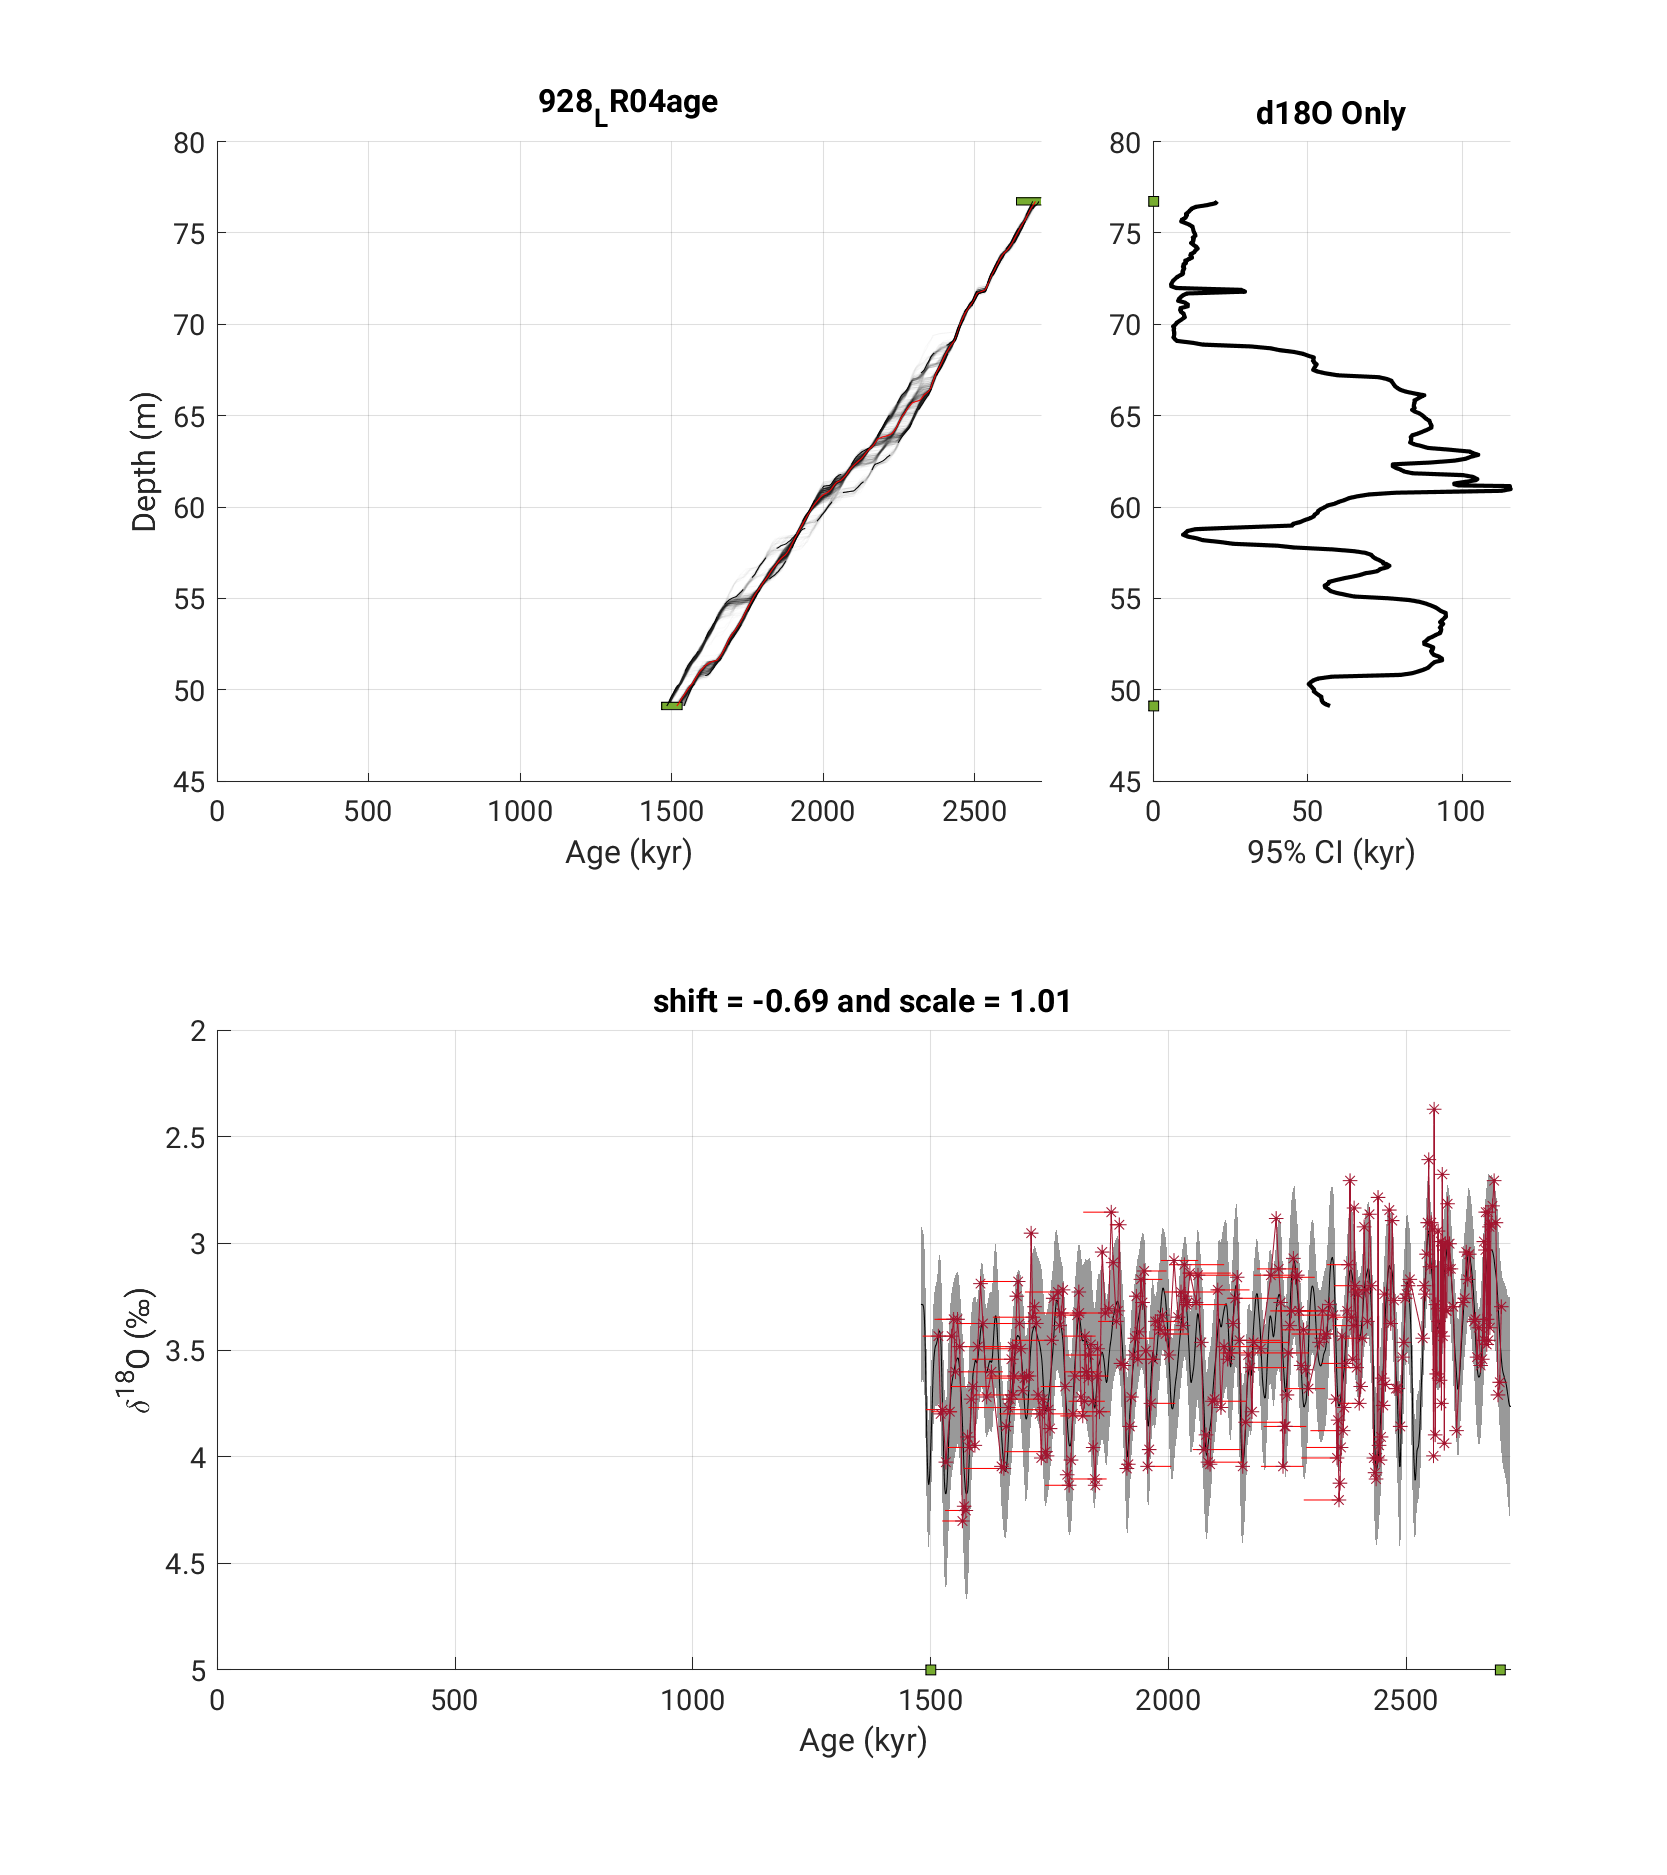 928LR04age
80
75
70
65
60
55
50
45
Depth (m)
0 500 1000 1500 2000 2500
Age (kyr)
d18O Only
80
75
70
65
60
55
50
45
0 50 100
95% CI (kyr)
shift = -0.69 and scale = 1.01
2
2.5
3
3.5
4
4.5
5
δ18O (‰)
0 500 1000 1500 2000 2500
Age (kyr)